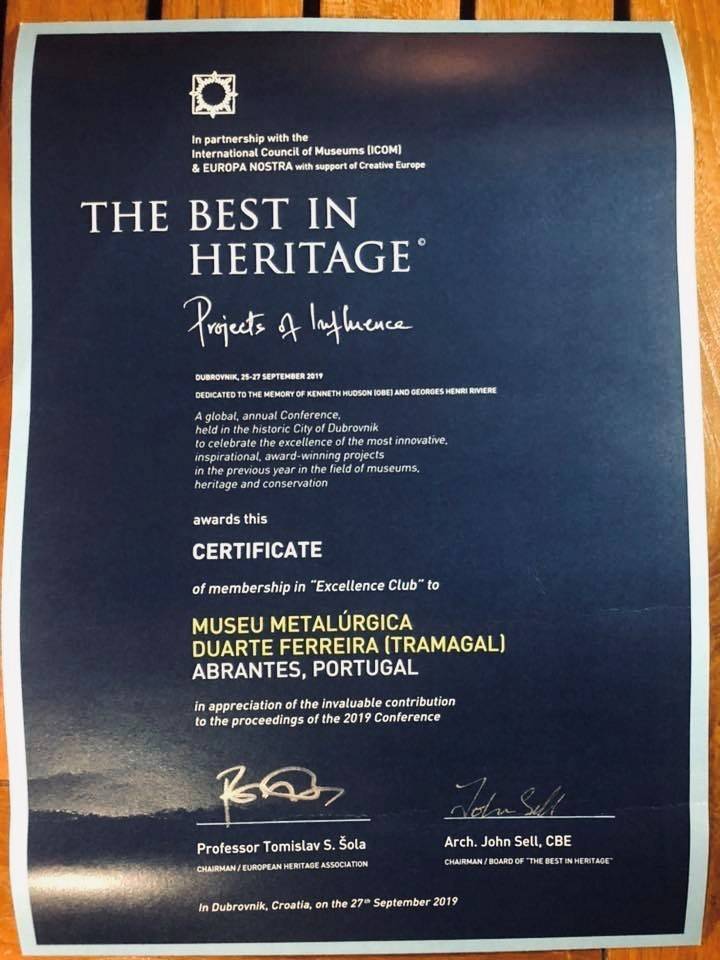 In partnership with the
International Council of Museums (ICOM)
& EUROPA NOSTRA with support of Creative Europe
THE BEST IN
HERITAGE©
Projects of Influence
DUBROVNIK, 25-27 SEPTEMBER 2019
DEDICATED TO THE MEMORY OF KENNETH HUDSON (OBE) AND GEORGES HENRI RIVIERE
A global, annual Conference,
held in the historic City of Dubrovnik
to celebrate the excellence of the most innovative,
inspirational, award-winning projects
in the previous year in the field of museums,
heritage and conservation
awards this
CERTIFICATE
of membership in "Excellence Club" to
MUSEU METALÚRGICA
DUARTE FERREIRA (TRAMAGAL)
ABRANTES, PORTUGAL
in appreciation of the invaluable contribution
to the proceedings of the 2019 Conference
John Sell
Professor Tomislav S. Šola
CHAIRMAN / EUROPEAN HERITAGE ASSOCIATION
Arch. John Sell, CBE
CHAIRMAN / BOARD OF "THE BEST IN HERITAGE"
In Dubrovnik, Croatia, on the 27th September 2019